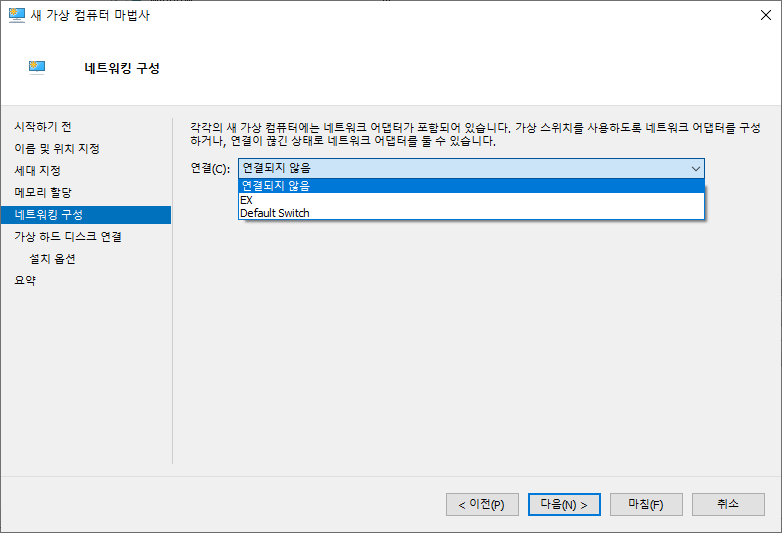 새 가상 컴퓨터 마법사
네트워킹 구성
시작하기 전
이름 및 위치 지정
세대 지정
메모리 할당
네트워킹 구성
가상 하드 디스크 연결
설치 옵션
요약
각각의 새 가상 컴퓨터에는 네트워크 어댑터가 포함되어 있습니다. 가상 스위치를 사용하도록 네트워크 어댑터를 구성
하거나, 연결이 끊긴 상태로 네트워크 어댑터를 둘 수 있습니다.
연결(C): 연결되지 않음
연결되지 않음
EX
Default Switch
< 이전(P) 다음(N) > 마침(F) 취소